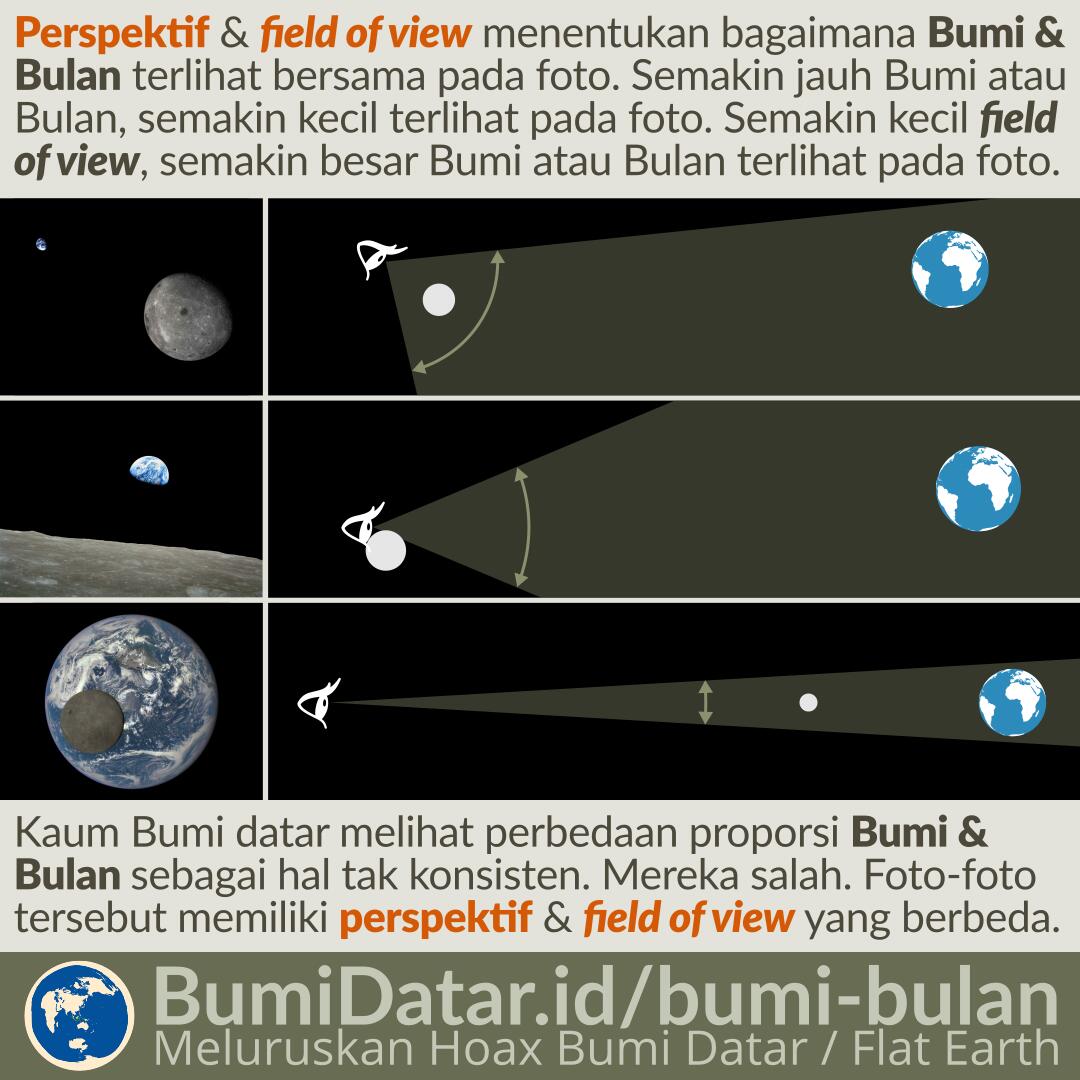 Perspektif & field of view menentukan bagaimana Bumi &
Bulan terlihat bersama pada foto. Semakin jauh Bumi atau
Bulan, semakin kecil terlihat pada foto. Semakin kecil field
of view, semakin besar Bumi atau Bulan terlihat pada foto.
Kaum Bumi datar melihat perbedaan proporsi Bumi &
Bulan sebagai hal tak konsisten. Mereka salah. Foto-foto
tersebut memiliki perspektif & field of view yang berbeda.
BumiDatar.id/bumi-bulan
Meluruskan Hoax Bumi Datar / Flat Earth